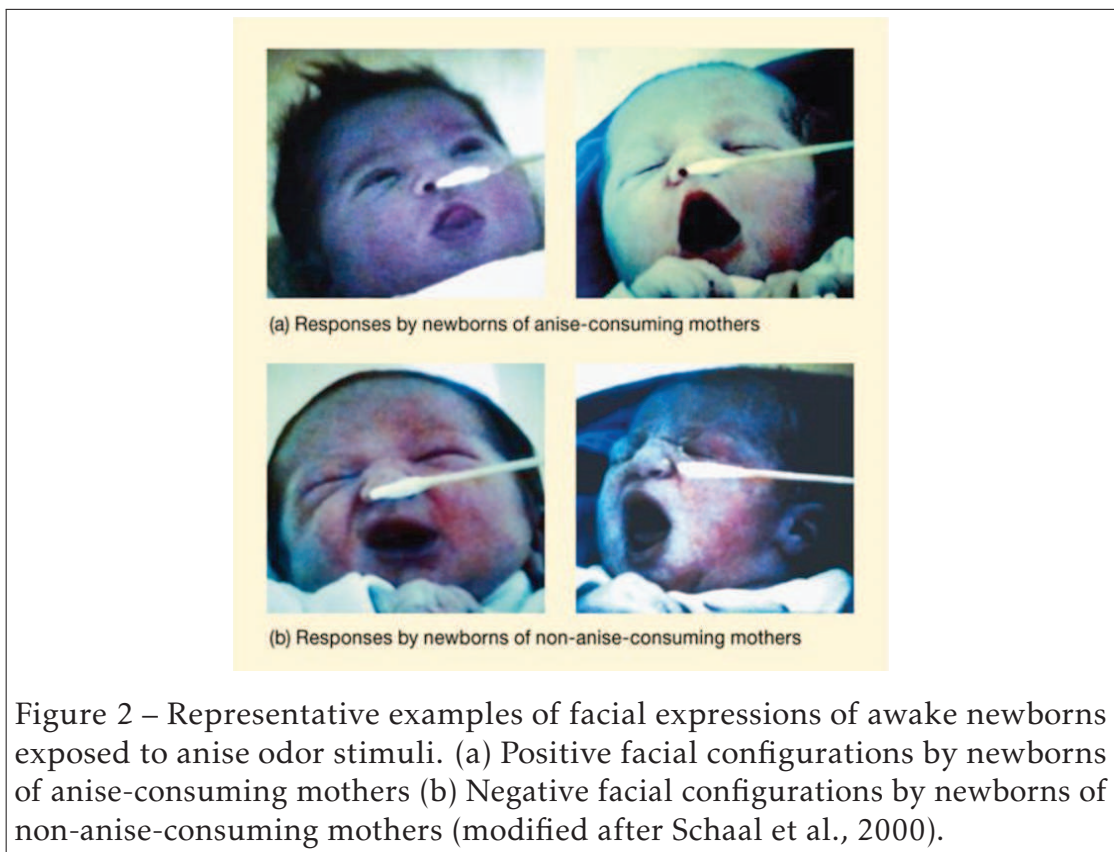 (a) Responses by newborns of anise-consuming mothers
(b) Responses by newborns of non-anise-consuming mothers
Figure 2 – Representative examples of facial expressions of awake newborns
exposed to anise odor stimuli. (a) Positive facial configurations by newborns
of anise-consuming mothers (b) Negative facial configurations by newborns of
non-anise-consuming mothers (modified after Schaal et al., 2000).